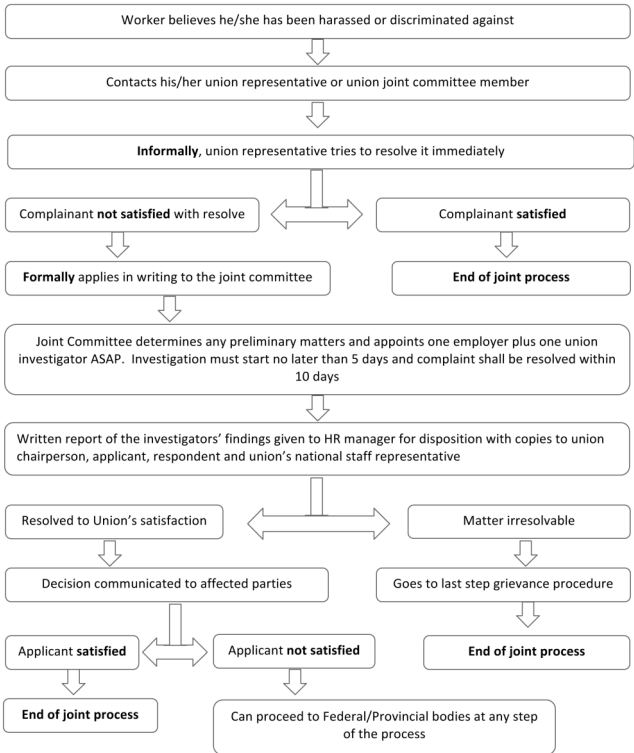 Worker believes he/she has been harassed or discriminated against
Contacts his/her union representative or union joint committee member
Informally, union representative tries to resolve it immediately
Complainant not satisfied with resolve
Complainant satisfied
Formally applies in writing to the joint committee
End of joint process
Joint Committee determines any preliminary matters and appoints one employer plus one union
investigator ASAP.  Investigation must start no later than 5 days and complaint shall be resolved within
10 days
Written report of the investigators’ findings given to HR manager for disposition with copies to union
chairperson, applicant, respondent and union’s national staff representative
Resolved to Union’s satisfaction
Matter irresolvable
Decision communicated to affected parties
Goes to last step grievance procedure
Applicant satisfied
Applicant not satisfied
End of joint process
End of joint process
Can proceed to Federal/Provincial bodies at any step
of the process